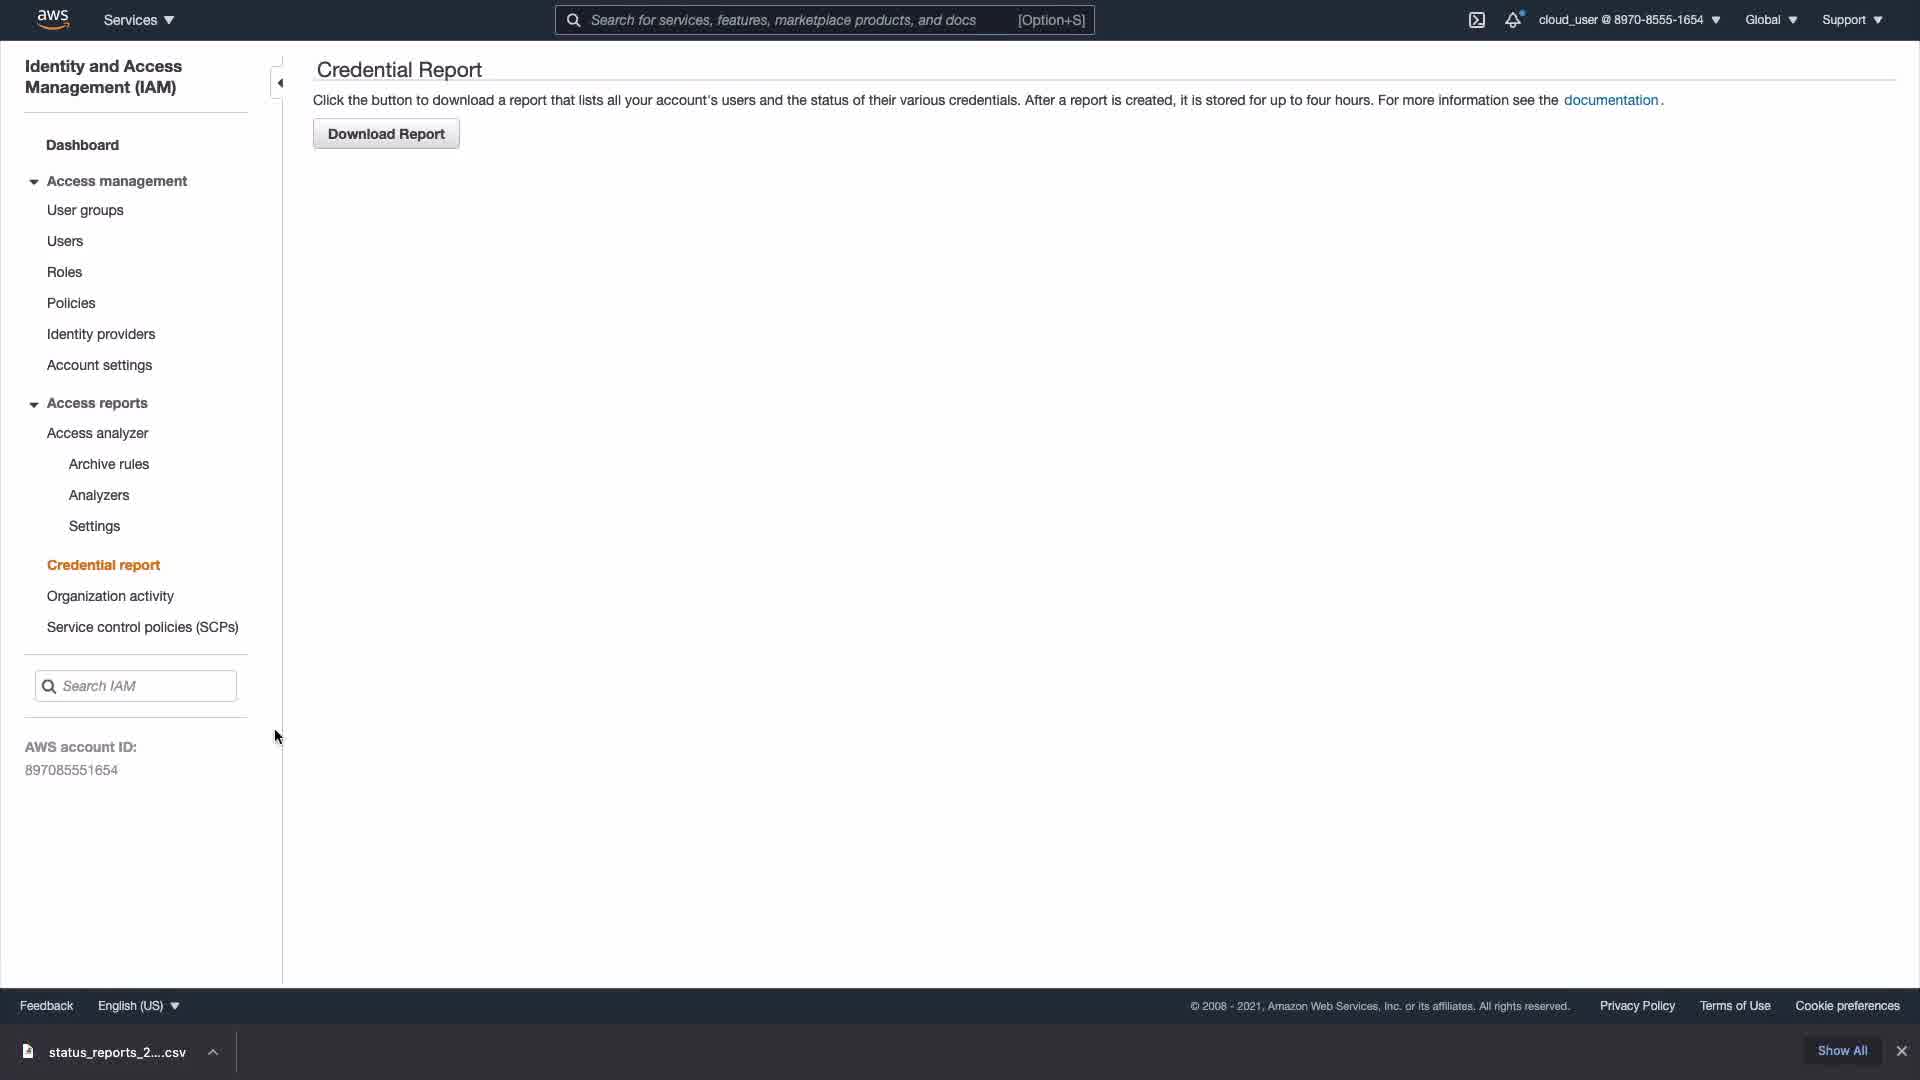 aws
Services
Search for services, features, marketplace products, and docs [Option+S]
cloud_user @ 8970-8555-1654
Global
Support
Identity and Access
Management (IAM)
Dashboard
Access management
User groups
Users
Roles
Policies
Identity providers
Account settings
Access reports
Access analyzer
Archive rules
Analyzers
Settings
Credential report
Organization activity
Service control policies (SCPs)
Search IAM
AWS account ID:
897085551654
Credential Report
Click the button to download a report that lists all your account's users and the status of their various credentials. After a report is created, it is stored for up to four hours. For more information see the documentation.
Download Report
Feedback
English (US)
© 2008 - 2021, Amazon Web Services, Inc. or its affiliates. All rights reserved.
Privacy Policy
Terms of Use
Cookie preferences
status_reports_2....csv
Show All